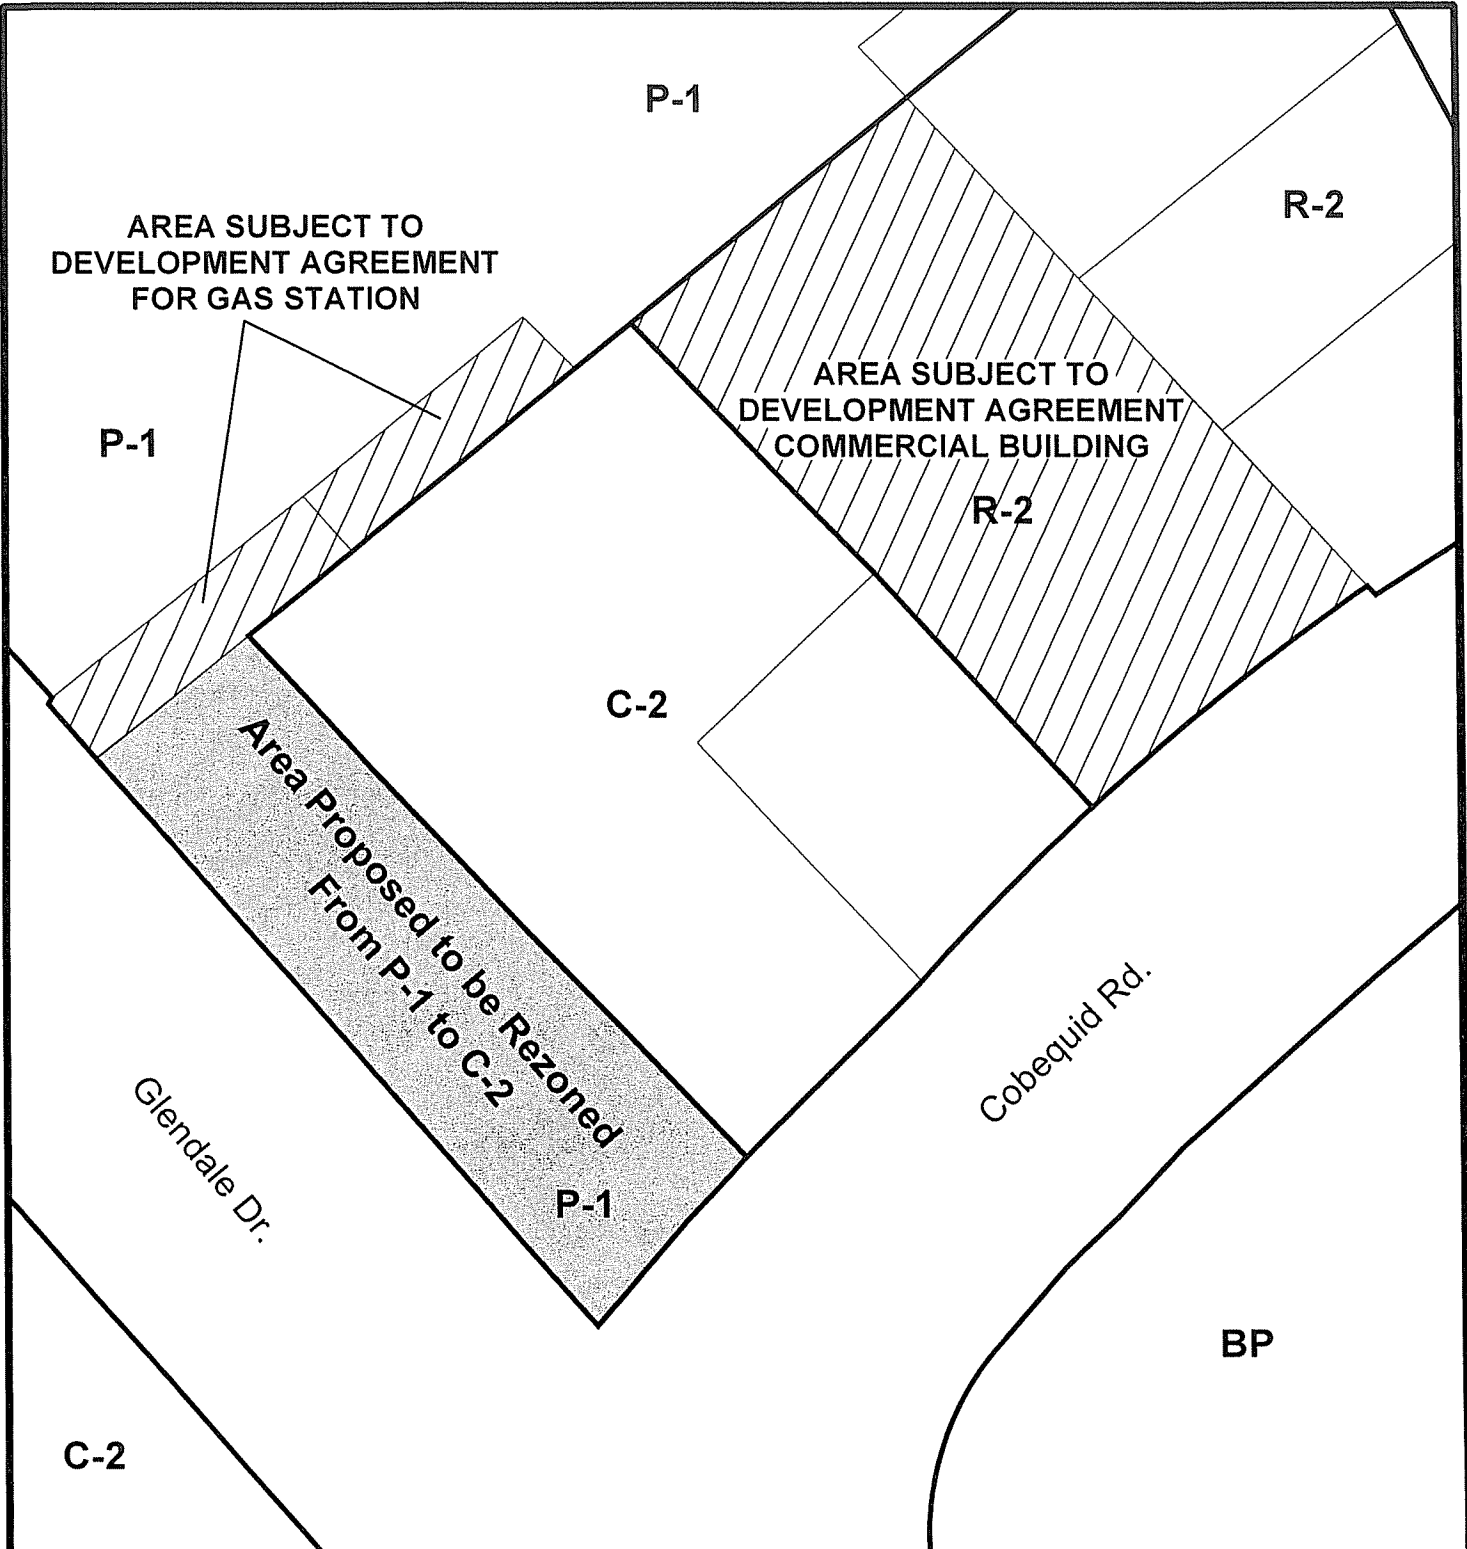 P-1
R-2
AREA SUBJECT TO
DEVELOPMENT AGREEMENT
FOR GAS STATION
P-1
AREA SUBJECT TO
DEVELOPMENT AGREEMENT
COMMERCIAL BUILDING
R-2
C-2
Area Proposed to be Rezoned
From P-1 to C-2
P-1
Glendale Dr.
Cobequid Rd.
BP
C-2